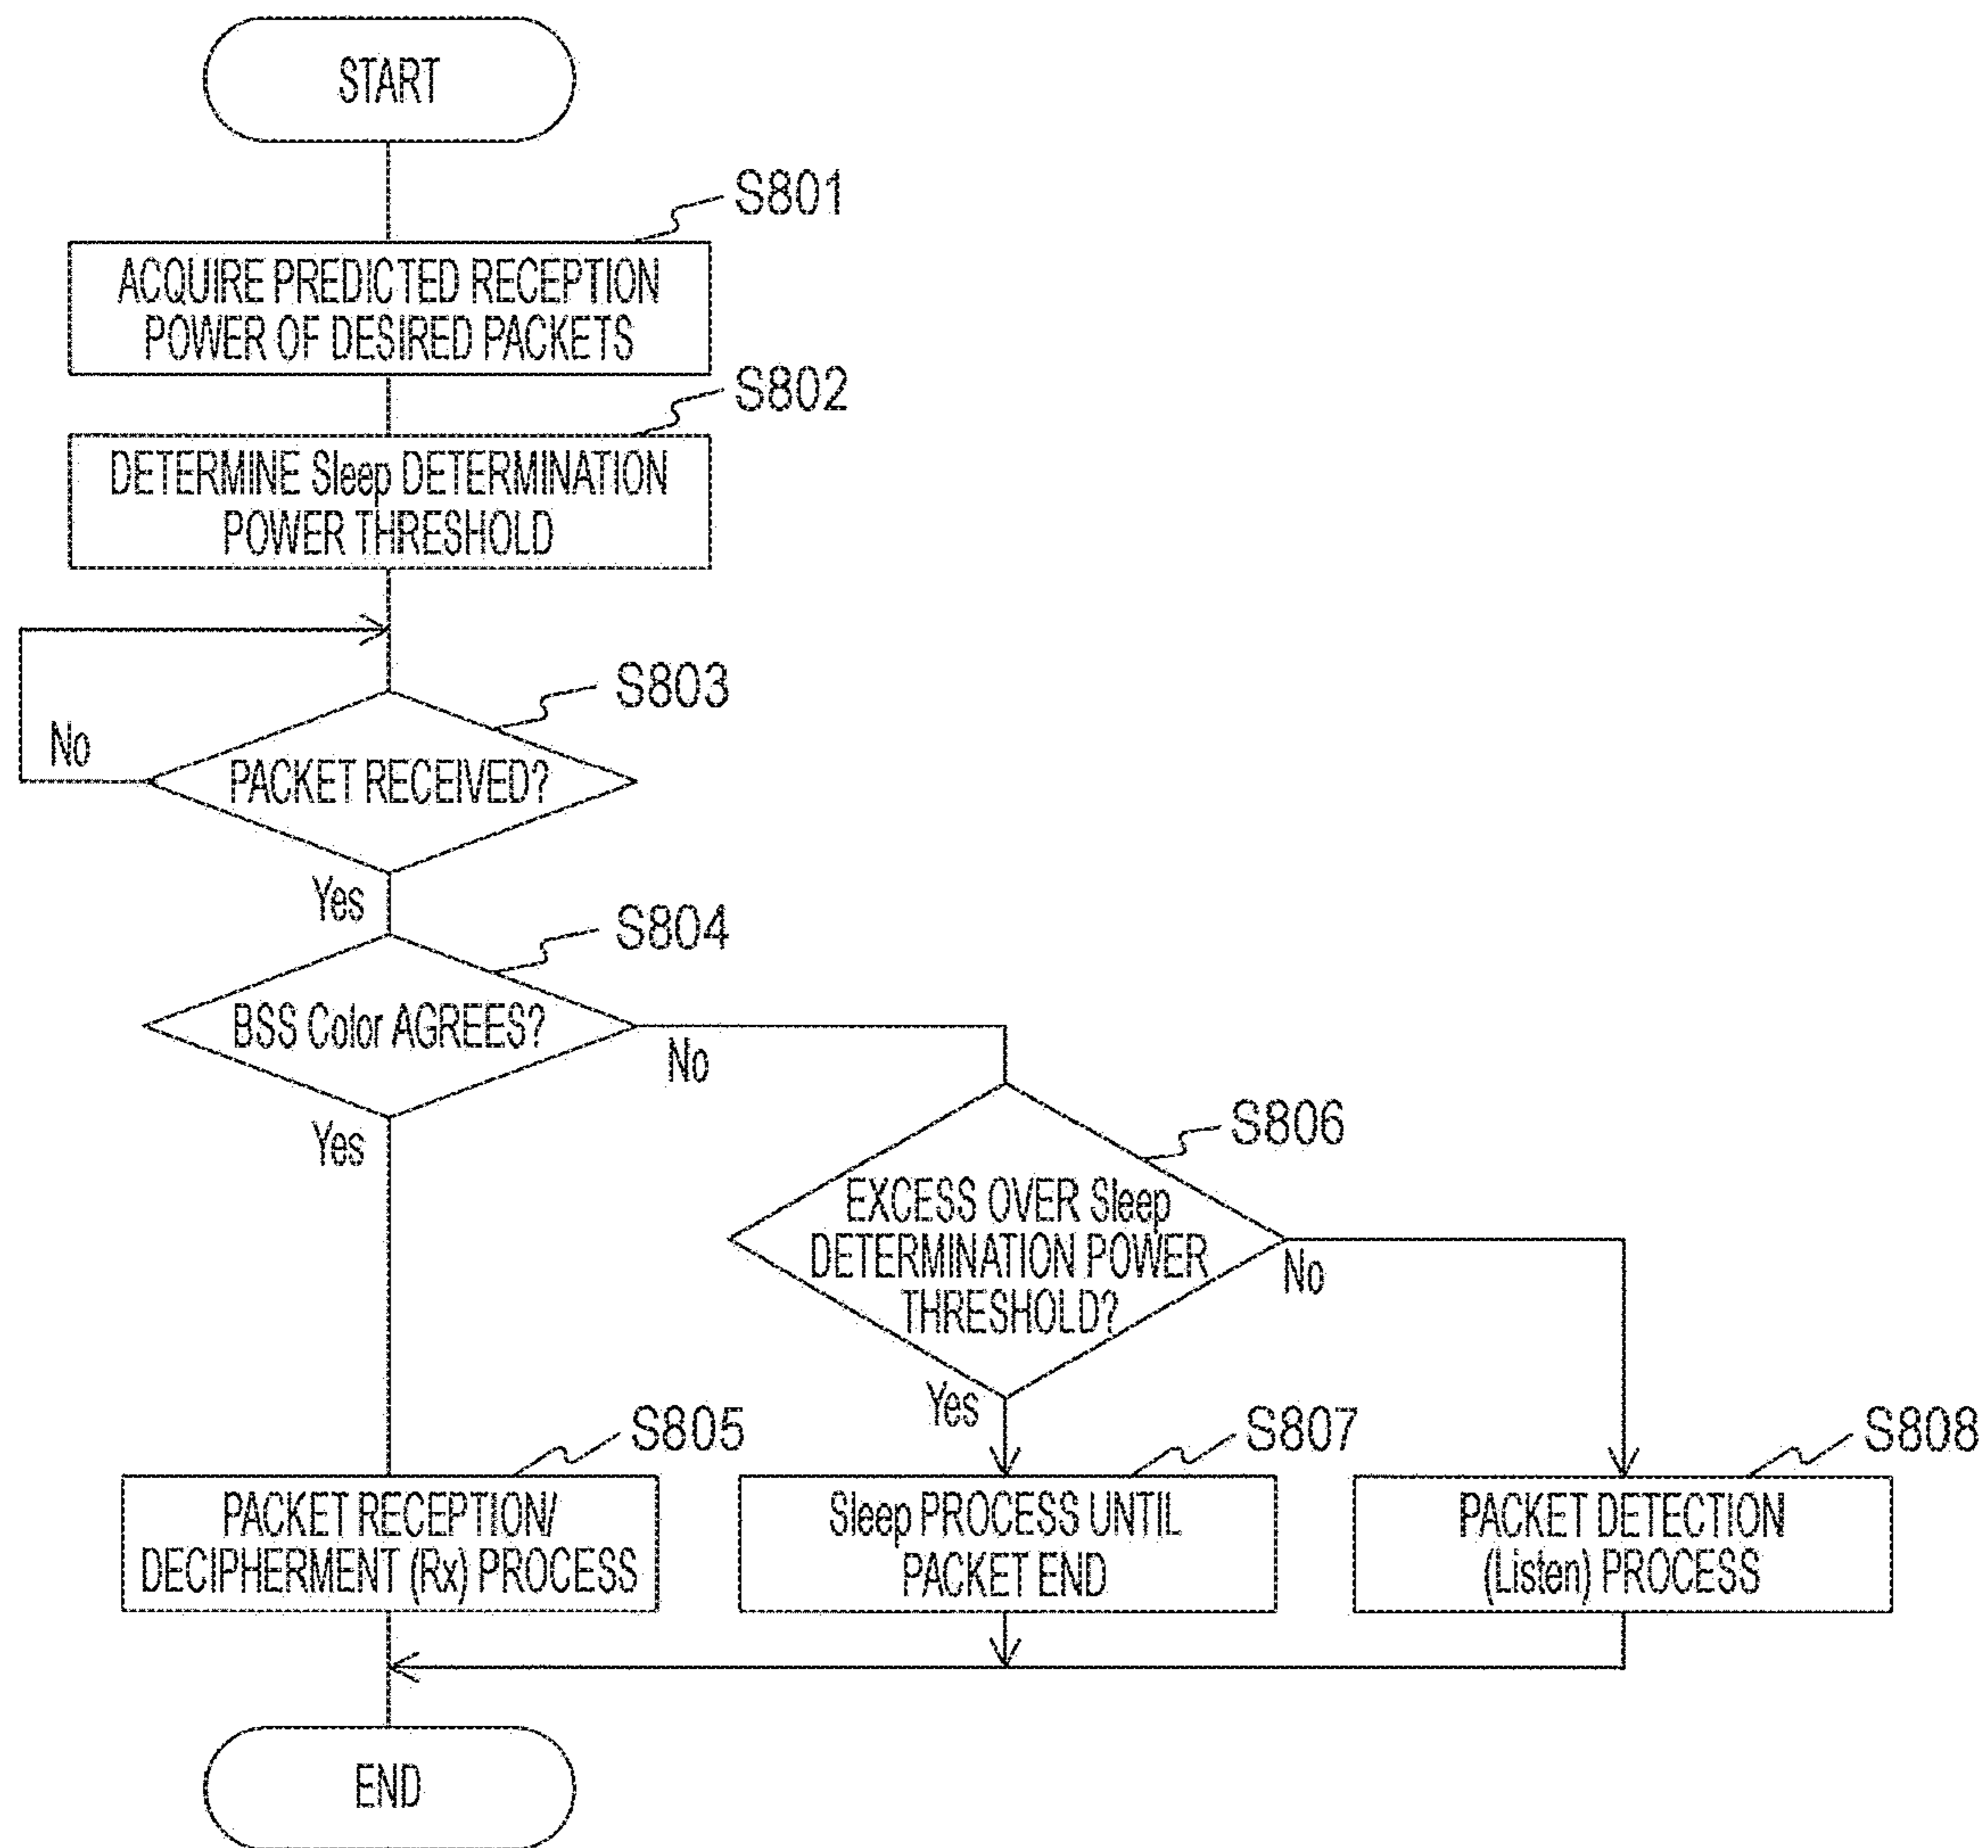 START
S801
ACQUIRE PREDICTED RECEPTION
POWER OF DESIRED PACKETS
S802
DETERMINE Sleep DETERMINATION
POWER THRESHOLD
S803
No
PACKET RECEIVED?
Yes
S804
BSS Color AGREES?
No
Yes
S806
EXCESS OVER Sleep
DETERMINATION POWER
THRESHOLD?
No
Yes
S805
PACKET RECEPTION/
DECIPHERMENT (Rx) PROCESS
S807
Sleep PROCESS UNTIL
PACKET END
S808
PACKET DETECTION
(Listen) PROCESS
END